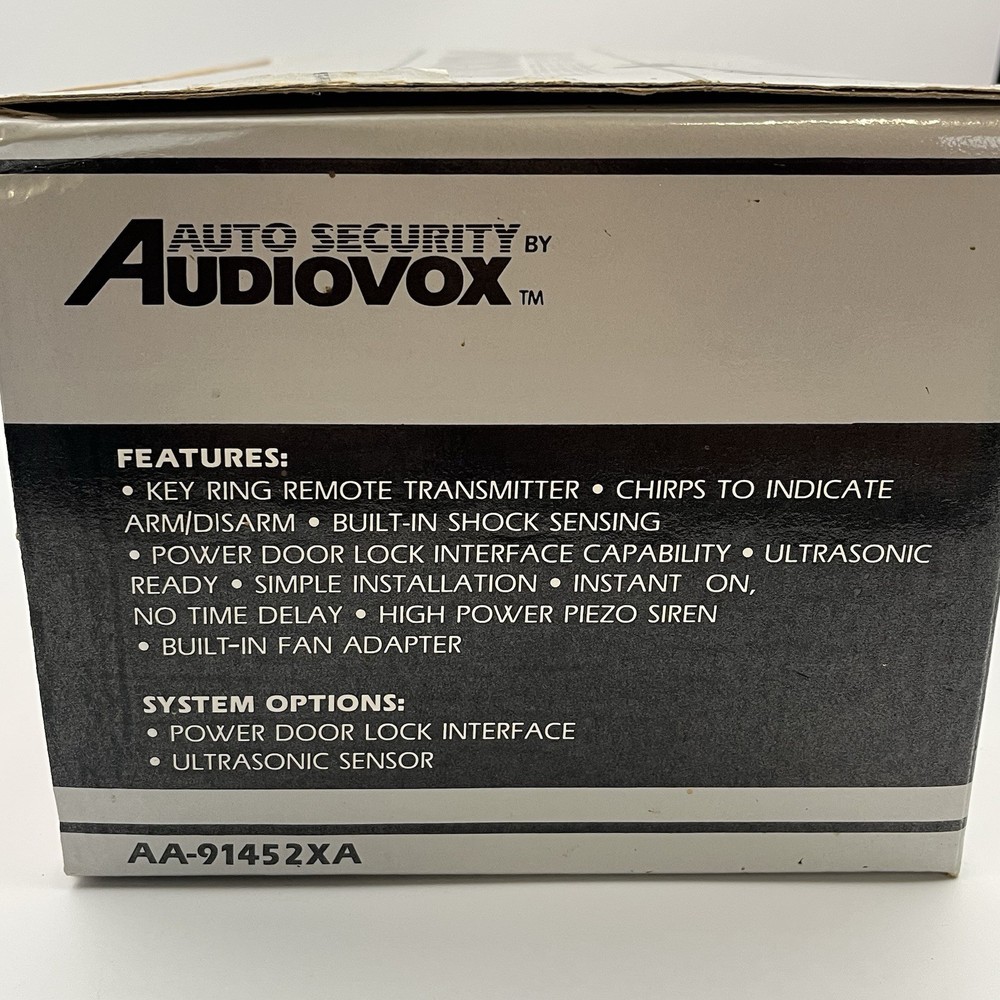 AUTO SECURITY BY
AUDIOVOX TM
FEATURES:
• KEY RING REMOTE TRANSMITTER • CHIRPS TO INDICATE
ARM/DISARM • BUILT-IN SHOCK SENSING
• POWER DOOR LOCK INTERFACE CAPABILITY • ULTRASONIC
READY • SIMPLE INSTALLATION • INSTANT ON,
NO TIME DELAY • HIGH POWER PIEZO SIREN
• BUILT-IN FAN ADAPTER
SYSTEM OPTIONS:
• POWER DOOR LOCK INTERFACE
• ULTRASONIC SENSOR
AA-91452XA